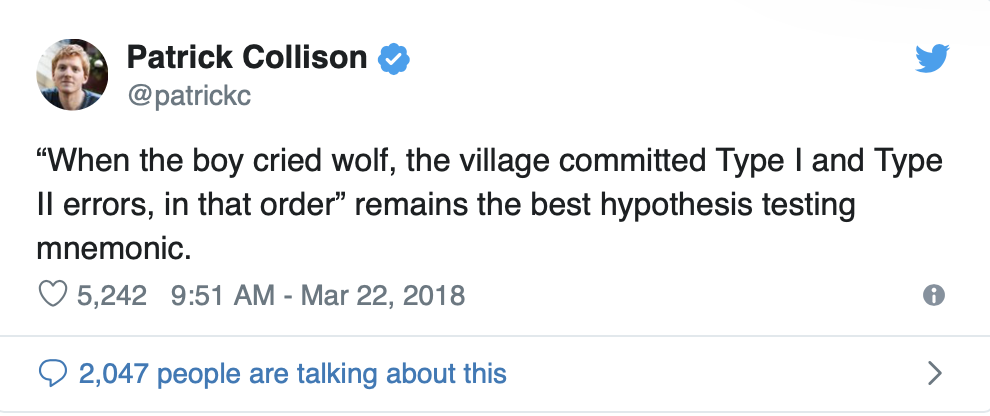 Patrick Collison
@patrickc
“When the boy cried wolf, the village committed Type I and Type
II errors, in that order” remains the best hypothesis testing
mnemonic.
5,242 9:51 AM - Mar 22, 2018
2,047 people are talking about this